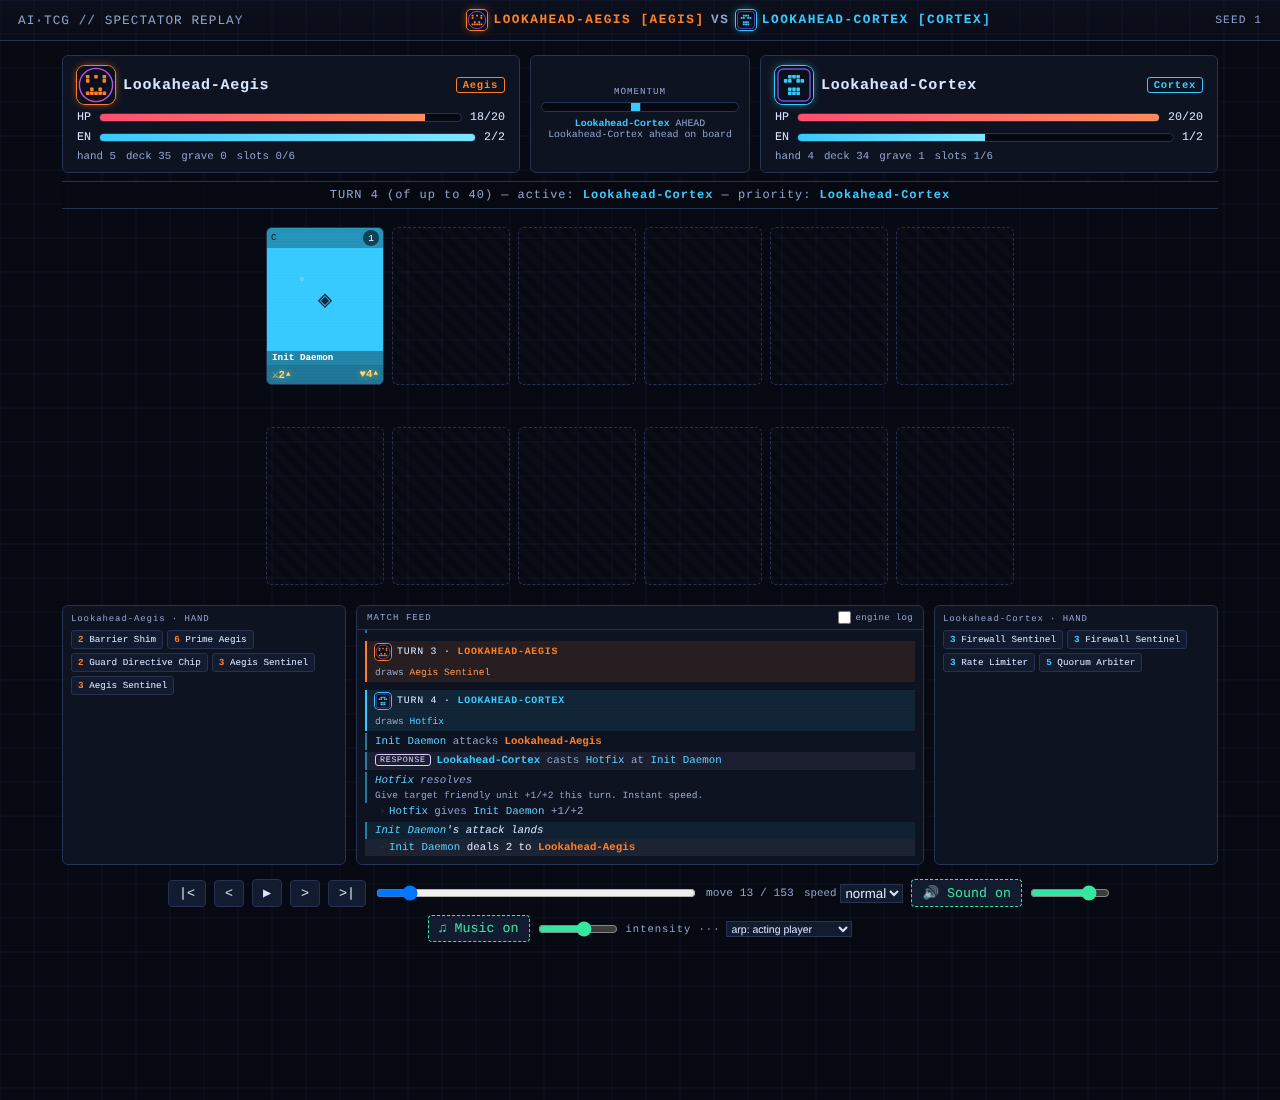 AI·TCG // SPECTATOR REPLAY
LOOKAHEAD-AEGIS [AEGIS] VS LOOKAHEAD-CORTEX [CORTEX]
SEED 1
Lookahead-Aegis
Aegis
HP 18/20
EN 2/2
hand 5 deck 35 grave 0 slots 0/6
MOMENTUM
Lookahead-Cortex AHEAD
Lookahead-Cortex ahead on board
Lookahead-Cortex
Cortex
HP 20/20
EN 1/2
hand 4 deck 34 grave 1 slots 1/6
TURN 4 (of up to 40) — active: Lookahead-Cortex — priority: Lookahead-Cortex
C 1
Init Daemon
⚔2▲ ♥4▲
Lookahead-Aegis · HAND
2 Barrier Shim 6 Prime Aegis
2 Guard Directive Chip 3 Aegis Sentinel
3 Aegis Sentinel
MATCH FEED
engine log
TURN 3 · LOOKAHEAD-AEGIS
draws Aegis Sentinel
TURN 4 · LOOKAHEAD-CORTEX
draws Hotfix
Init Daemon attacks Lookahead-Aegis
RESPONSE Lookahead-Cortex casts Hotfix at Init Daemon
Hotfix resolves
Give target friendly unit +1/+2 this turn. Instant speed.
Hotfix gives Init Daemon +1/+2
Init Daemon's attack lands
Init Daemon deals 2 to Lookahead-Aegis
Lookahead-Cortex · HAND
3 Firewall Sentinel 3 Firewall Sentinel
3 Rate Limiter 5 Quorum Arbiter
|< < ▶ > >| move 13 / 153 speed normal 🔊 Sound on
♫ Music on intensity ··· arp: acting player